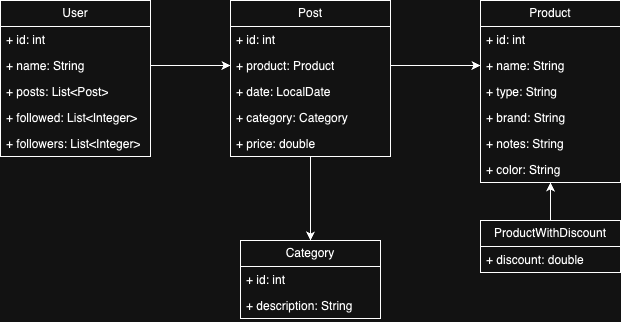 User
+ id: int
+ name: String
+ posts: List<Post>
+ followed: List<Integer>
+ followers: List<Integer>
Post
+ id: int
+ product: Product
+ date: LocalDate
+ category: Category
+ price: double
Product
+ id: int
+ name: String
+ type: String
+ brand: String
+ notes: String
+ color: String
Category
+ id: int
+ description: String
ProductWithDiscount
+ discount: double